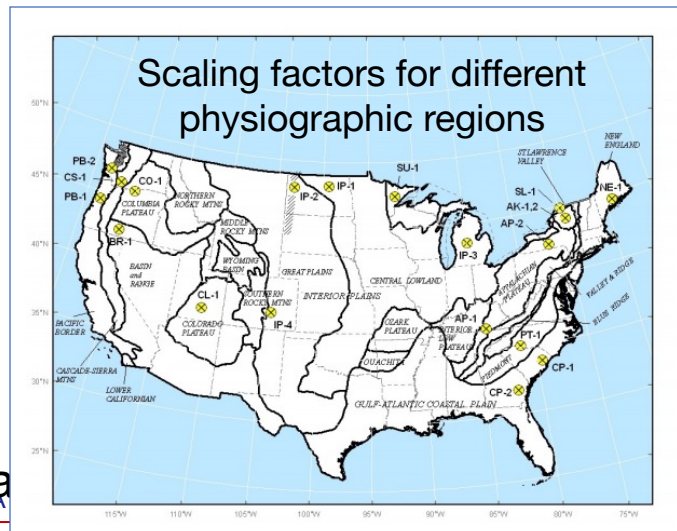 Scaling factors for different
physiographic regions
NEW
ENGLAND
ST LAWRENCE
VALLEY
50°N
45°N
40°N
35°N
30°N
25°N
PB-2
CS-1
PB-1
CO-1
COLUMBIA
PLATEAU
NORTHERN
ROCKY MTNS
IP-2
IP-1
SU-1
SL-1
AK-1,2
AP-2
NE-1
BR-1
MIDDLE
ROCKY MTNS
WYOMING
BASIN
GREAT PLAINS
IP-3
BASIN
and
RANGE
CENTRAL LOWLAND
APPALACHIAN
PLATEAU
VALLEY & RIDGE
BLUE RIDGE
CL-1
COLORADO
PLATEAU
SOUTHERN
ROCKY MTNS
IP-4
INTERIOR PLAINS
OZARK
PLATEAU
OUACHITA
AP-1
INTERIOR
LOW
PLATEAUS
PT-1
PIEDMONT
CP-1
CP-2
PACIFIC
BORDER
CASCADE-SIERRA
MTNS
LOWER
CALIFORNIAN
GULF-ATLANTIC COASTAL PLAIN
a
A
115°W
110°W
105°W
100°W
95°W
90°W
85°W
80°W
75°W